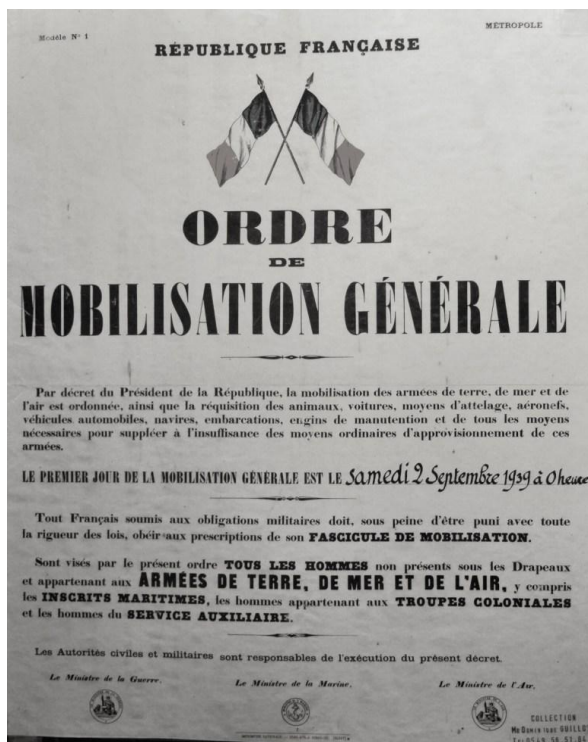 Modèle N° 1
MÉTROPOLE
RÉPUBLIQUE FRANÇAISE
ORDRE
DE
MOBILISATION GÉNÉRALE
Par décret du Président de la République, la mobilisation des armées de terre, de mer et de
l'air est ordonnée, ainsi que la réquisition des animaux, voitures, moyens d'attelage, aéronefs,
véhicules automobiles, navires, embarcations, engins de manutention et de tous les moyens
nécessaires pour suppléer à l'insuffisance des moyens ordinaires d'approvisionnement de ces
armées.
LE PREMIER JOUR DE LA MOBILISATION GÉNÉRALE EST LE Samedi 2 Septembre 1939 à 0 heure
Tout Français soumis aux obligations militaires doit, sous peine d'être puni avec toute
la rigueur des lois, obéir aux prescriptions de son FASCICULE DE MOBILISATION.
Sont visés par le présent ordre TOUS LES HOMMES non présents sous les Drapeaux
et appartenant aux ARMÉES DE TERRE, DE MER ET DE L'AIR, y compris
les INSCRITS MARITIMES, les hommes appartenant aux TROUPES COLONIALES
et les hommes du SERVICE AUXILIAIRE.
Les Autorités civiles et militaires sont responsables de l'exécution du présent décret.
Le Ministre de la Guerre. Le Ministre de la Marine. Le Ministre de l'Air.
COLLECTION